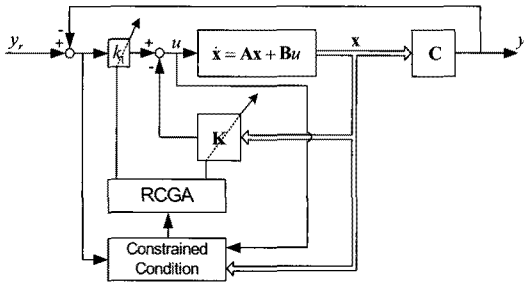 -
y_r + k_i + u ẋ = Ax + Bu x C y
-
K
RCGA
Constrained
Condition